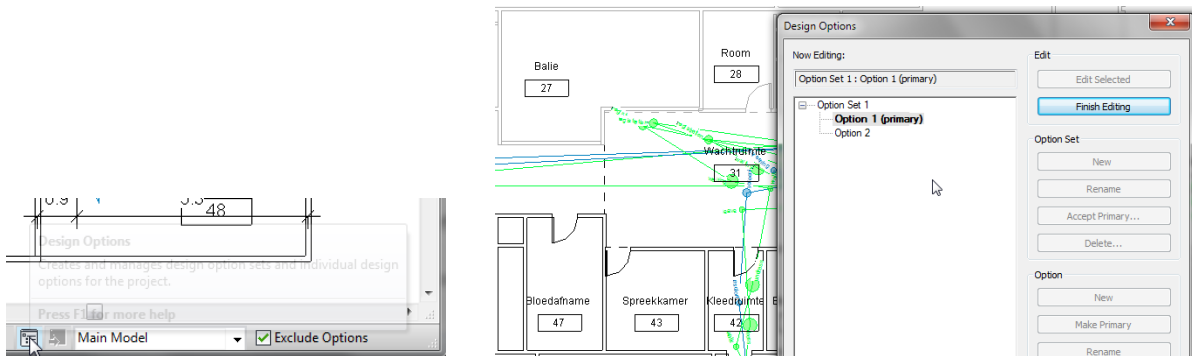 0.9
5.5
48
Design Options
Creates and manages design option sets and individual design
options for the project.
Press F1 for more help
Main Model
Exclude Options
Balie
27
Room
28
Wachtruimte
31
Bloedafname
47
Spreekkamer
43
Kleedruimte
42
Design Options
Now Editing:
Option Set 1 : Option 1 (primary)
Option Set 1
Option 1 (primary)
Option 2
Edit
Edit Selected
Finish Editing
Option Set
New
Rename
Accept Primary...
Delete...
Option
New
Make Primary
Rename